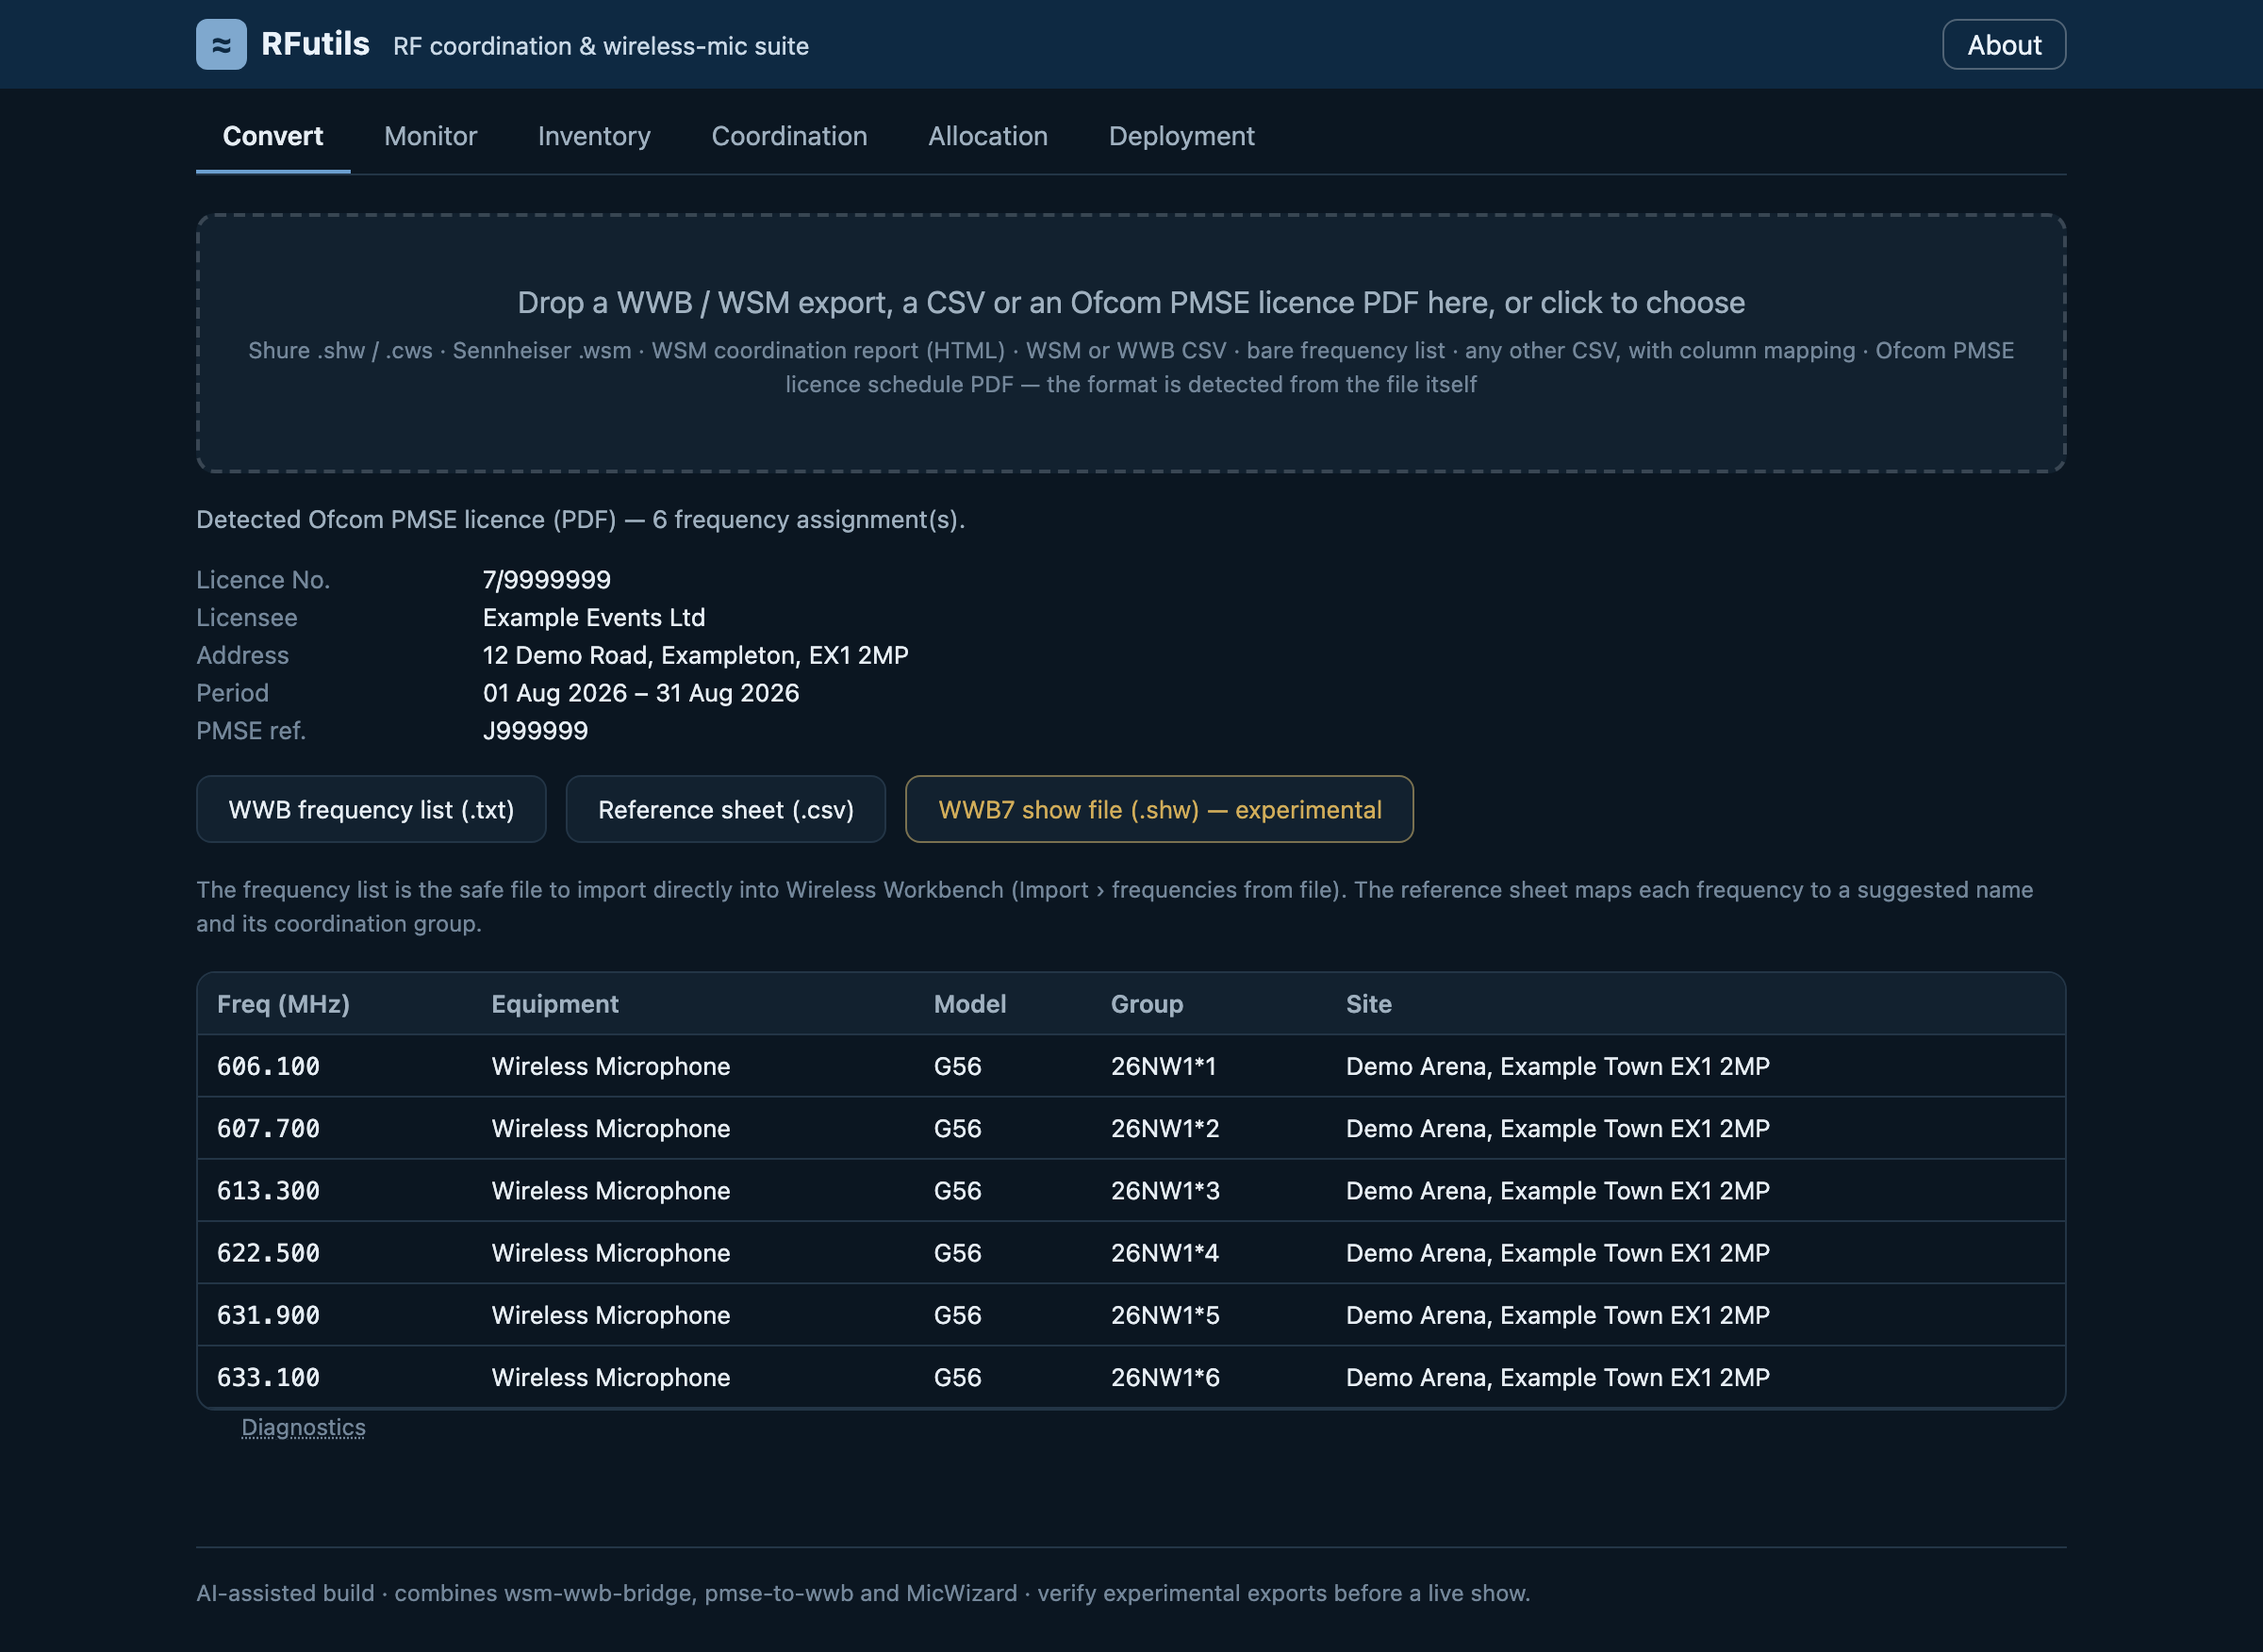 ≈ RFutils RF coordination & wireless-mic suite About
Convert Monitor Inventory Coordination Allocation Deployment
Drop a WWB / WSM export, a CSV or an Ofcom PMSE licence PDF here, or click to choose
Shure .shw / .cws · Sennheiser .wsm · WSM coordination report (HTML) · WSM or WWB CSV · bare frequency list · any other CSV, with column mapping · Ofcom PMSE
licence schedule PDF — the format is detected from the file itself
Detected Ofcom PMSE licence (PDF) — 6 frequency assignment(s).
Licence No. 7/9999999
Licensee Example Events Ltd
Address 12 Demo Road, Exampleton, EX1 2MP
Period 01 Aug 2026 – 31 Aug 2026
PMSE ref. J999999
WWB frequency list (.txt) Reference sheet (.csv) WWB7 show file (.shw) — experimental
The frequency list is the safe file to import directly into Wireless Workbench (Import › frequencies from file). The reference sheet maps each frequency to a suggested name
and its coordination group.
Freq (MHz) Equipment Model Group Site
606.100 Wireless Microphone G56 26NW1*1 Demo Arena, Example Town EX1 2MP
607.700 Wireless Microphone G56 26NW1*2 Demo Arena, Example Town EX1 2MP
613.300 Wireless Microphone G56 26NW1*3 Demo Arena, Example Town EX1 2MP
622.500 Wireless Microphone G56 26NW1*4 Demo Arena, Example Town EX1 2MP
631.900 Wireless Microphone G56 26NW1*5 Demo Arena, Example Town EX1 2MP
633.100 Wireless Microphone G56 26NW1*6 Demo Arena, Example Town EX1 2MP
Diagnostics
AI-assisted build · combines wsm-wwb-bridge, pmse-to-wwb and MicWizard · verify experimental exports before a live show.